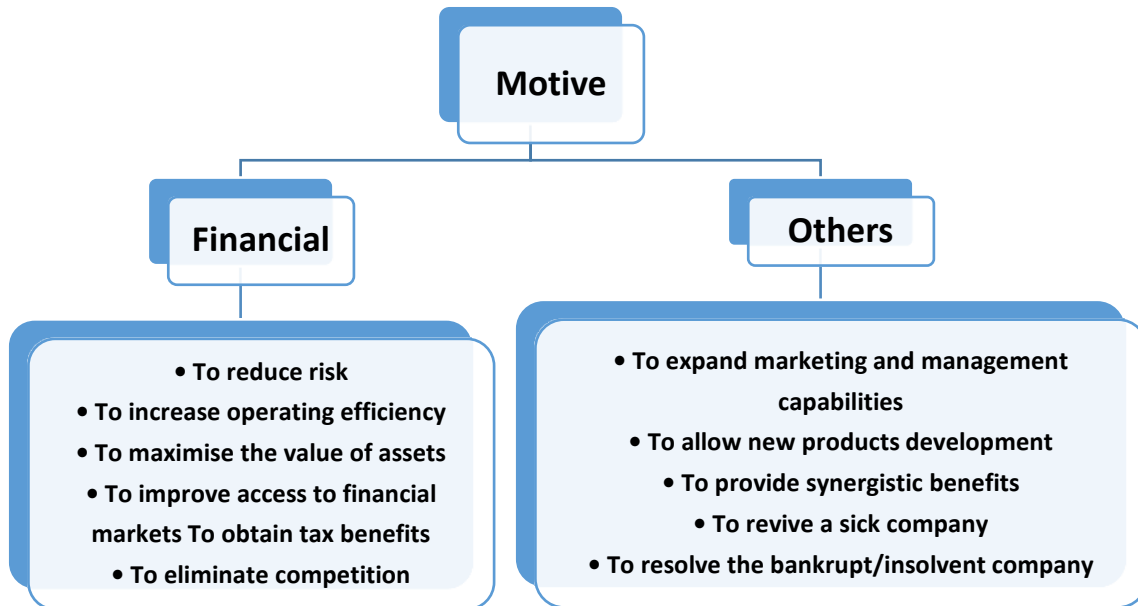 Motive
Financial
Others
• To reduce risk
• To increase operating efficiency
• To maximise the value of assets
• To improve access to financial
markets To obtain tax benefits
• To eliminate competition
• To expand marketing and management
capabilities
• To allow new products development
• To provide synergistic benefits
• To revive a sick company
• To resolve the bankrupt/insolvent company